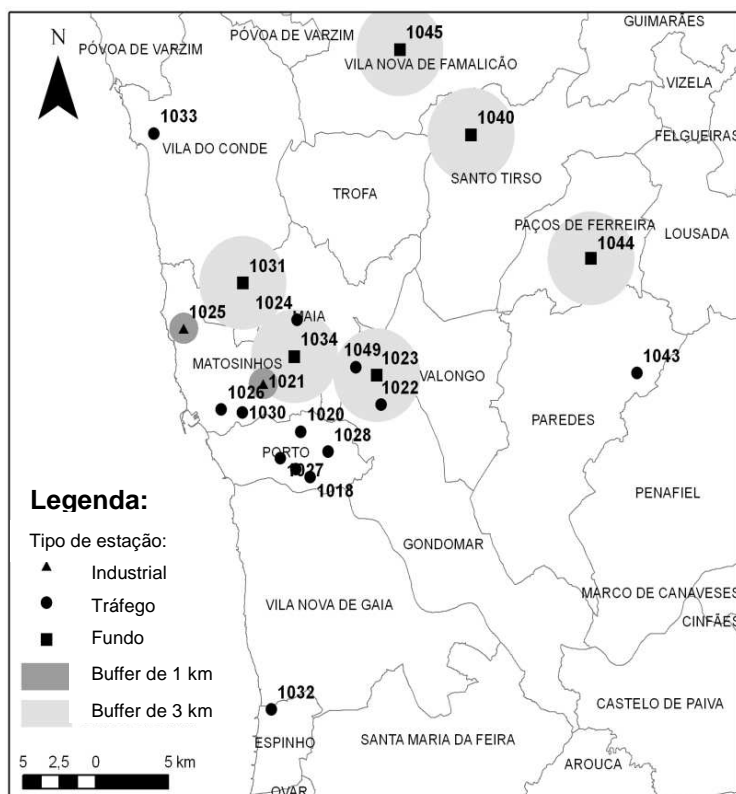 N
PÓVOA DE VARZIM
PÓVOA DE VARZIM
1045
VILA NOVA DE FAMALICÃO
GUIMARÃES
VIZELA
1033
VILA DO CONDE
1040
FELGUEIRAS
SANTO TIRSO
TROFA
PAÇOS DE FERREIRA
1044
LOUSADA
1031
1024
1025
MAIA
1034
1049
1023
MATOSINHOS
1021
1022
VALONGO
1043
1026
1030
1020
1028
PORTO
1027
1018
PAREDES
PENAFIEL
GONDOMAR
MARCO DE CANAVESES
CINFÃES
VILA NOVA DE GAIA
CASTELO DE PAIVA
1032
ESPINHO
SANTA MARIA DA FEIRA
AROUCA
OVAR
Legenda:
Tipo de estação:
Industrial
Tráfego
Fundo
Buffer de 1 km
Buffer de 3 km
5 2,5 0 5 km